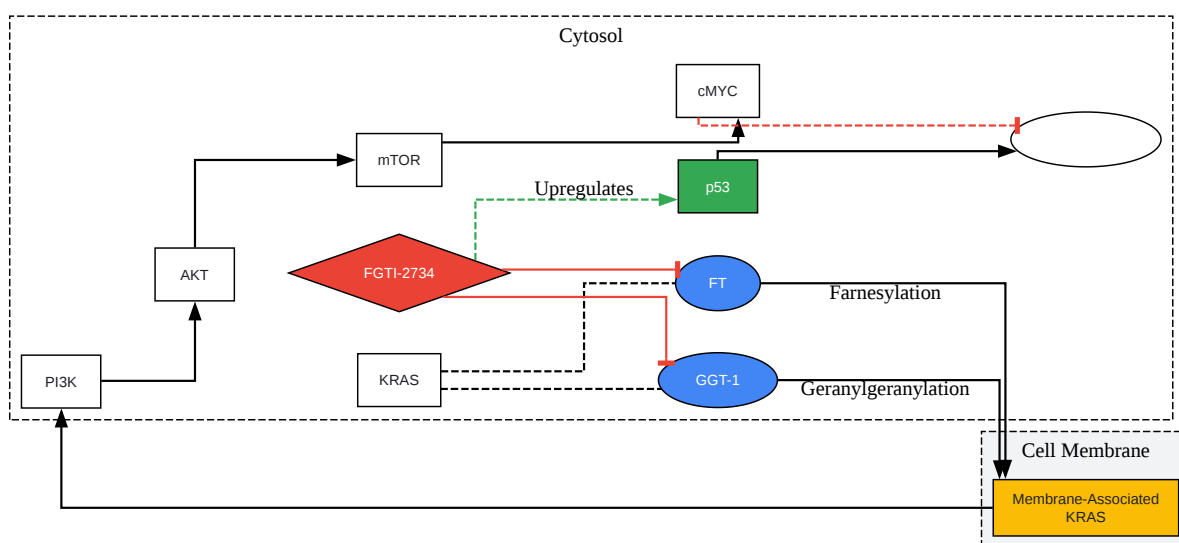 Cytosol
cMYC
mTOR
Upregulates
p53
FGTI-2734
AKT
FT
Farnesylation
PI3K
KRAS
GGT-1
Geranylgeranylation
Cell Membrane
Membrane-Associated
KRAS